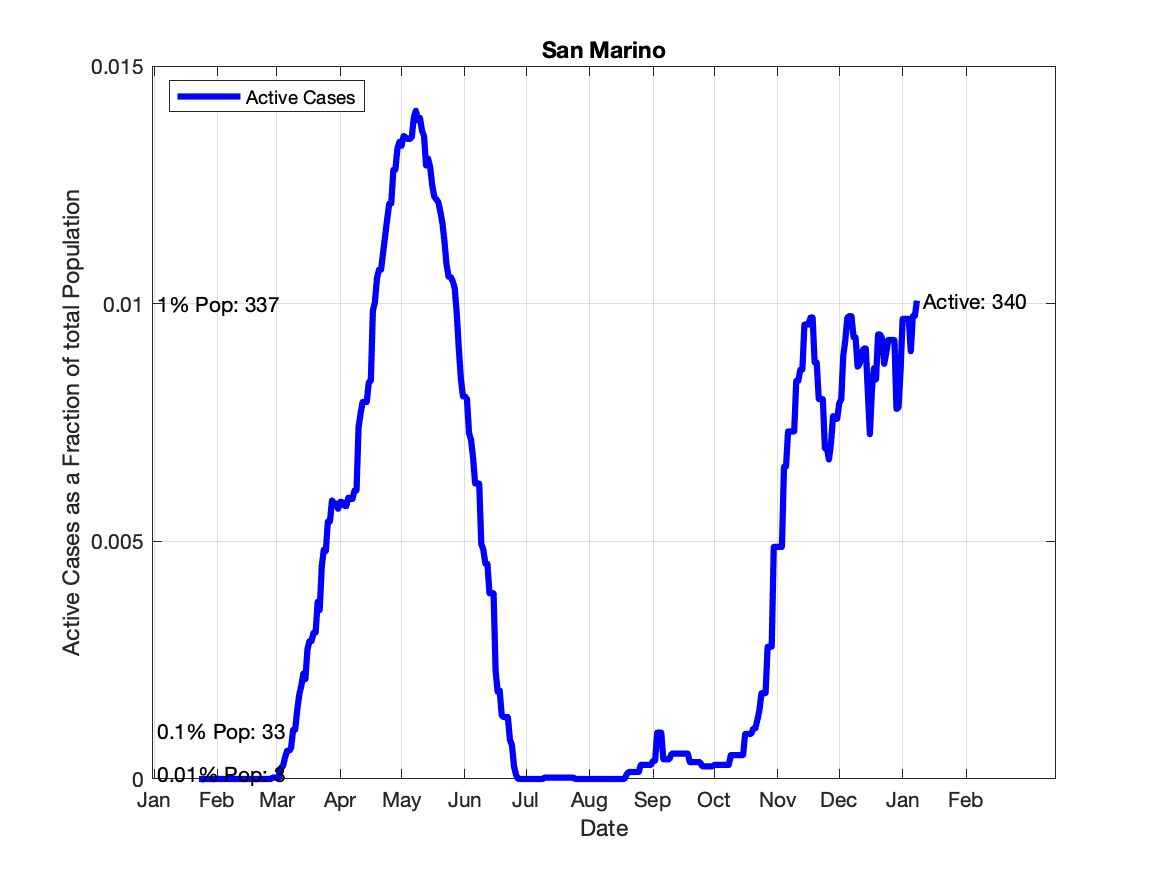 San Marino
0.015
Active Cases
Active Cases as a Fraction of total Population
0.01
1% Pop: 337
Active: 340
0.005
0.1% Pop: 33
0.01% Pop: 3
0
Jan Feb Mar Apr May Jun Jul Aug Sep Oct Nov Dec Jan Feb
Date